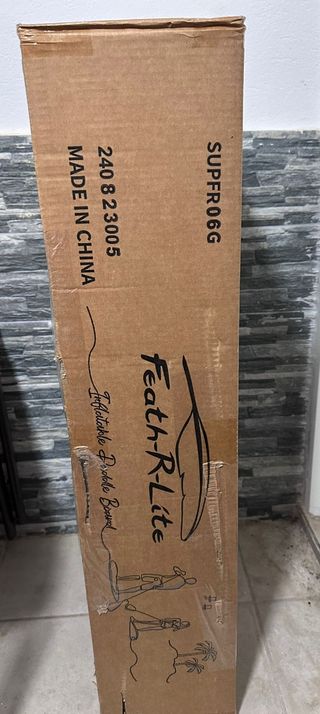 SUPFR06G
240823005
MADE IN CHINA
Feath-R-Lite
Inflatable Paddle Board